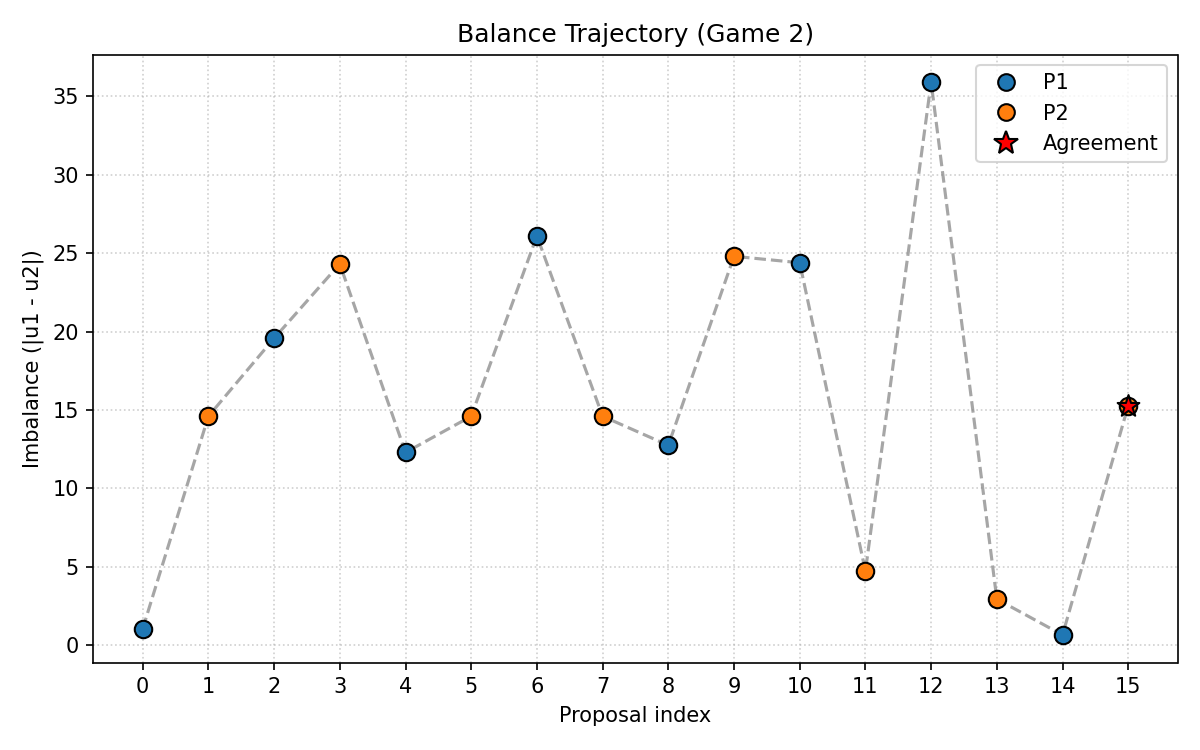 Balance Trajectory (Game 2)
P1
P2
Agreement
Imbalance (|u1 - u2|)
35
30
25
20
15
10
5
0
0 1 2 3 4 5 6 7 8 9 10 11 12 13 14 15
Proposal index